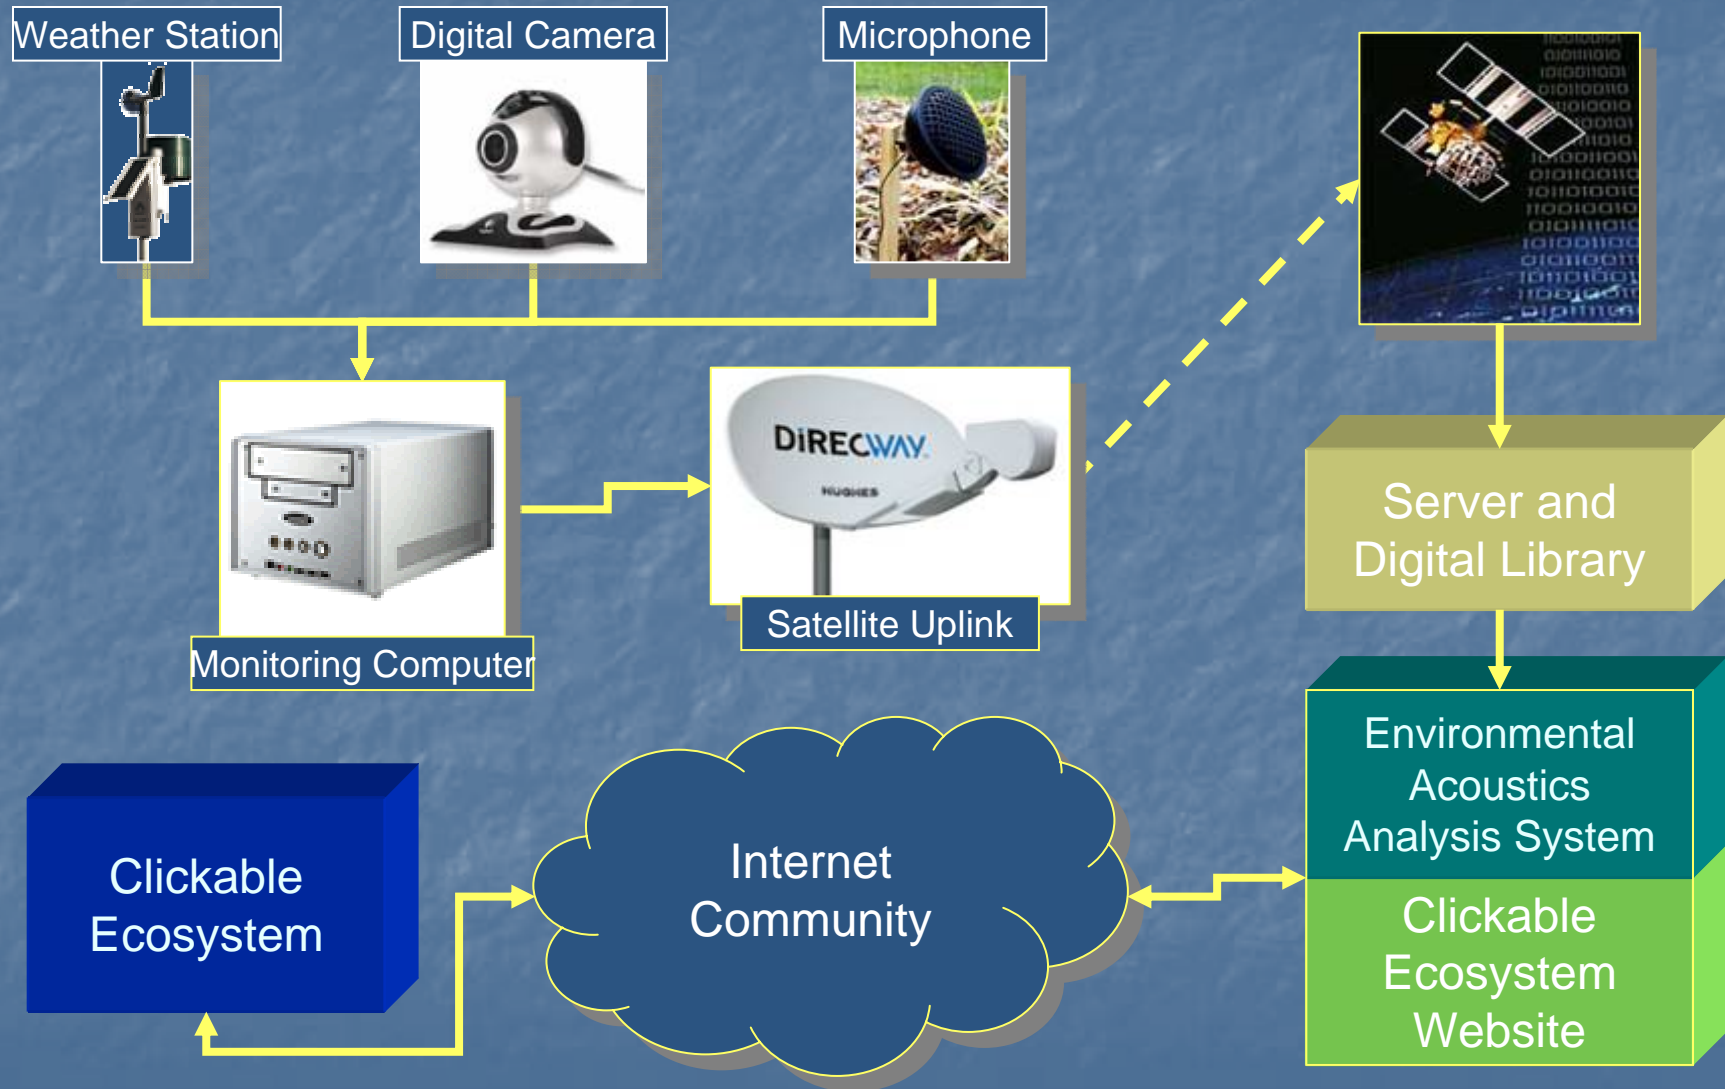 Weather Station
Digital Camera
Microphone
DIRECWAY
HUGHES
Satellite Uplink
Monitoring Computer
Server and
Digital Library
Environmental
Acoustics
Analysis System
Clickable
Ecosystem
Website
Internet
Community
Clickable
Ecosystem